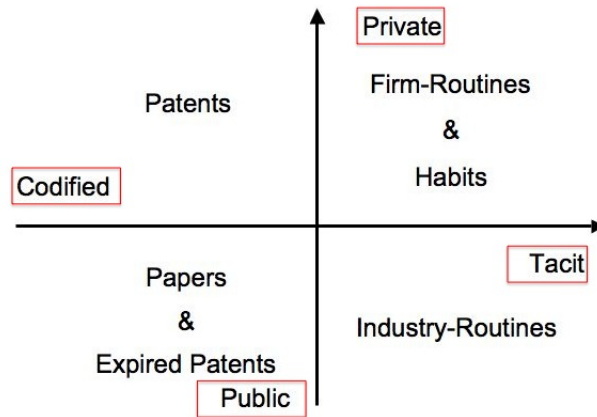 Private
Patents
Firm-Routines
&
Habits
Codified
Tacit
Papers
&
Expired Patents
Industry-Routines
Public